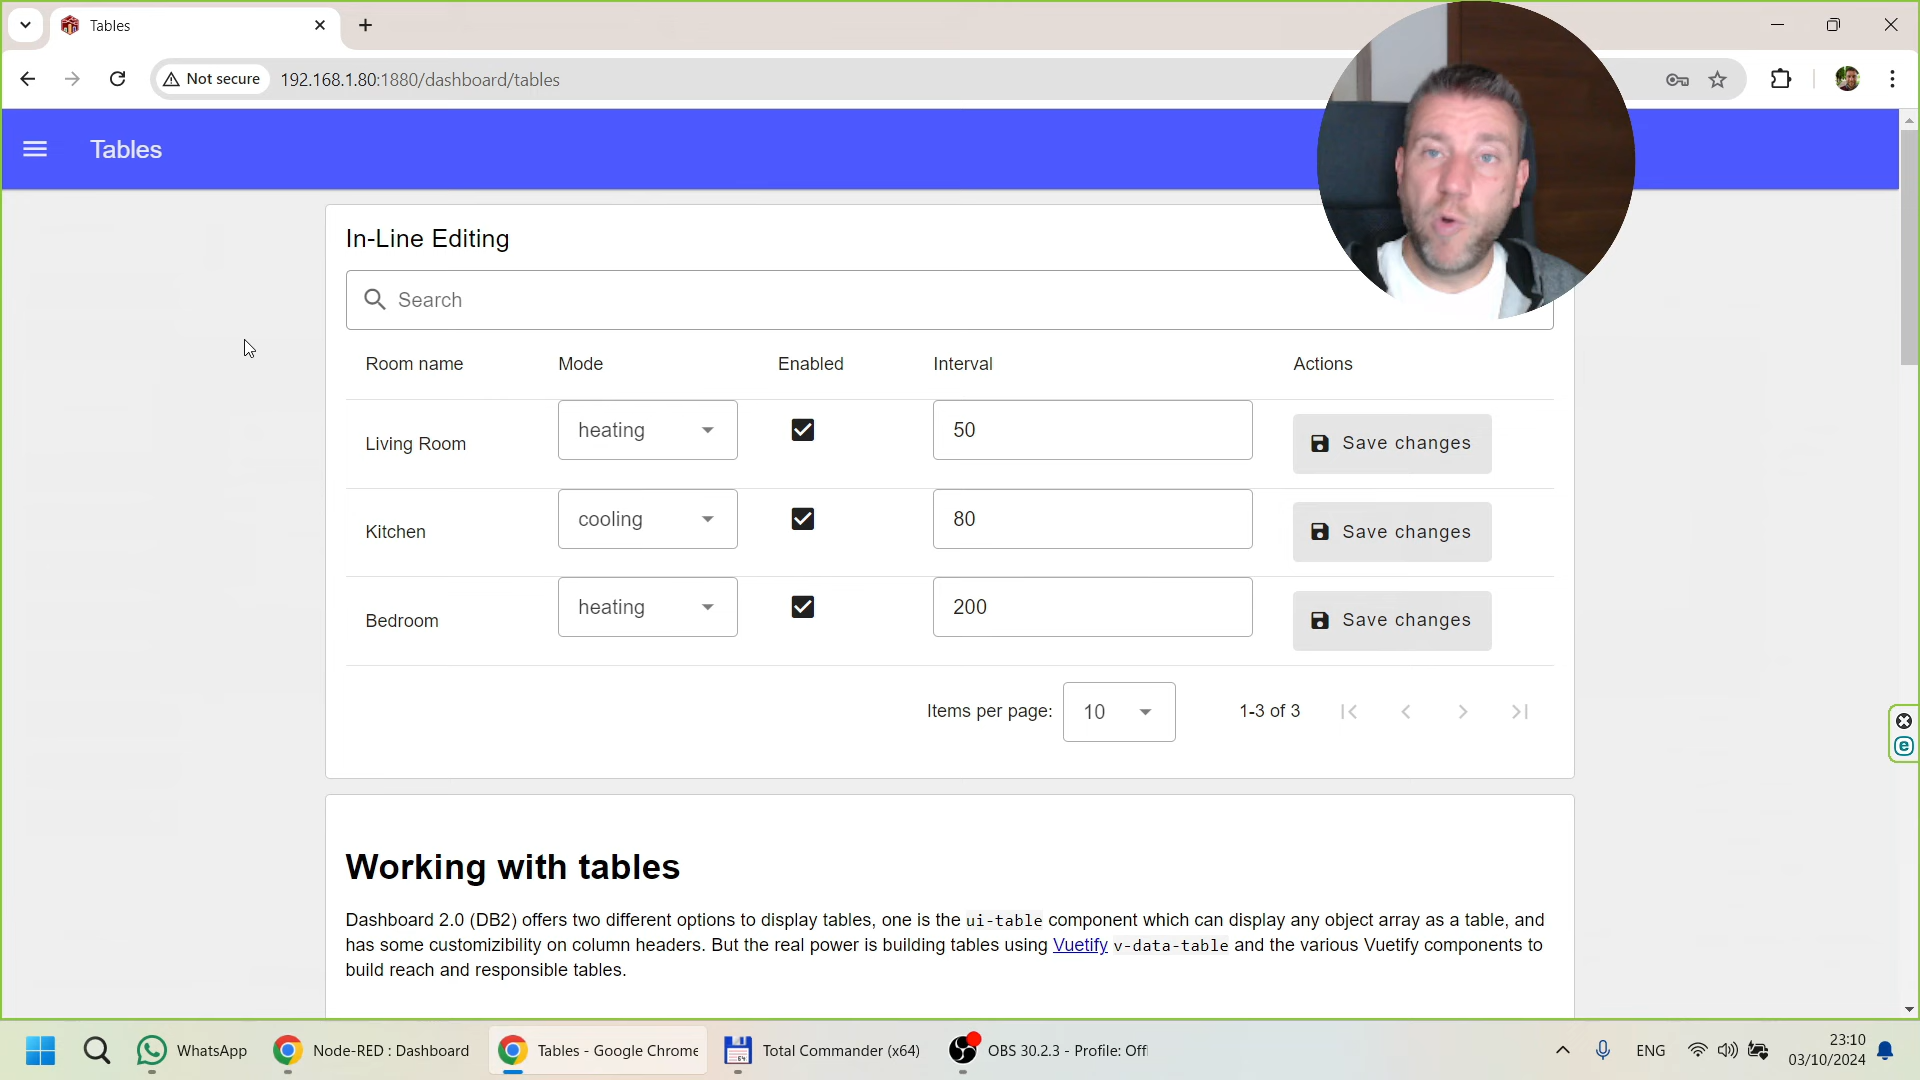 Tables
Not secure
192.168.1.80:1880/dashboard/tables
Tables
In-Line Editing
Search
Room name Mode Enabled Interval Actions
Living Room heating 50 Save changes
Kitchen cooling 80 Save changes
Bedroom heating 200 Save changes
Items per page: 10 1-3 of 3
Working with tables
Dashboard 2.0 (DB2) offers two different options to display tables, one is the ui-table component which can display any object array as a table, and
has some customizibility on column headers. But the real power is building tables using Vuetify v-data-table and the various Vuetify components to
build reach and responsible tables.
WhatsApp Node-RED : Dashboard Tables - Google Chrome Total Commander (x64) OBS 30.2.3 - Profile: Off ENG 23:10
03/10/2024